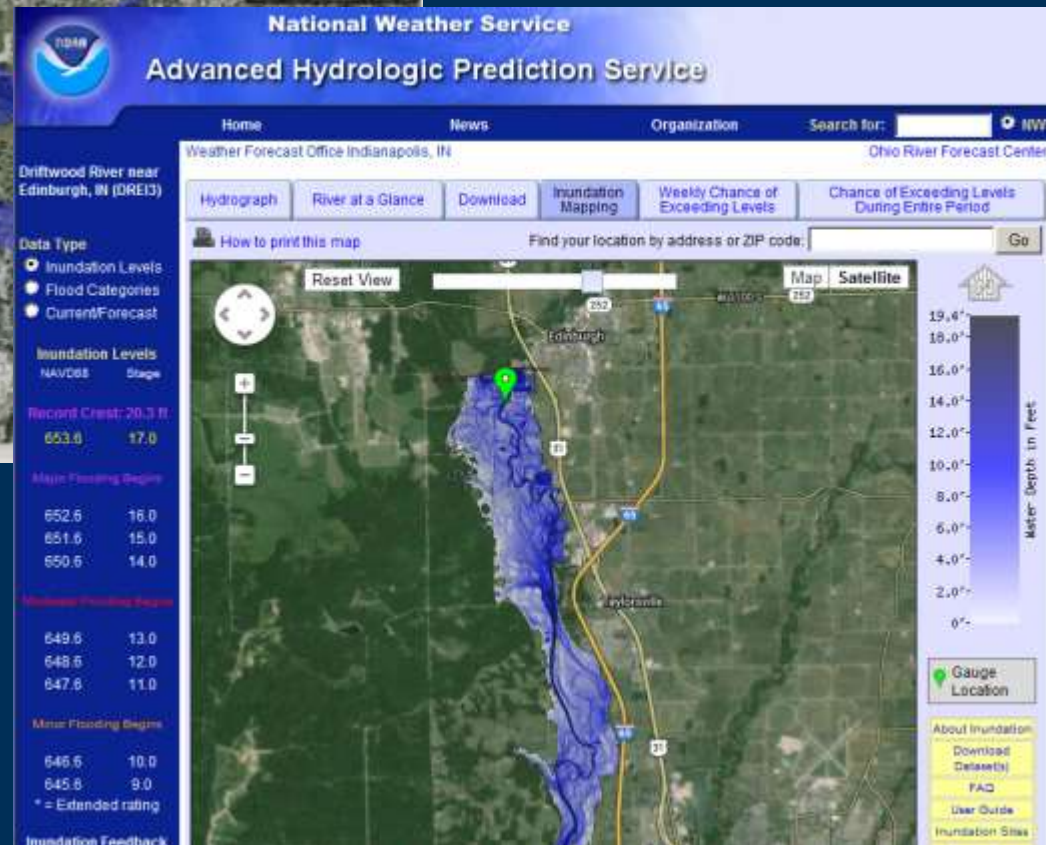 NOAA
National Weather Service
Advanced Hydrologic Prediction Service
Home News Organization Search for: NW
Weather Forecast Office Indianapolis, IN Ohio River Forecast Center
Driftwood River near
Edinburgh, IN (DREI3)
Hydrograph
River at a Glance
Download
Inundation
Mapping
Weekly Chance of
Exceeding Levels
Chance of Exceeding Levels
During Entire Period
How to print this map
Find your location by address or ZIP code:
Go
Data Type
Inundation Levels
Flood Categories
Current/Forecast
Inundation Levels
NAVD88 Stage
Record Crest: 20.3 ft
653.6 17.0
Major Flooding Begins
652.6 16.0
651.6 15.0
650.6 14.0
Moderate Flooding Begins
649.6 13.0
648.6 12.0
647.6 11.0
Minor Flooding Begins
646.6 10.0
645.6 9.0
* = Extended rating
Inundation Feedback
Reset View
Map
Satellite
252
65
252
Edinburgh
31
65
Taylorsville
65
31
19.4'
18.0'
16.0'
14.0'
12.0'
10.0'
8.0'
6.0'
4.0'
2.0'
0'
Water Depth in Feet
Gauge
Location
About Inundation
Download
Dataset(s)
FAQ
User Guide
Inundation Sites